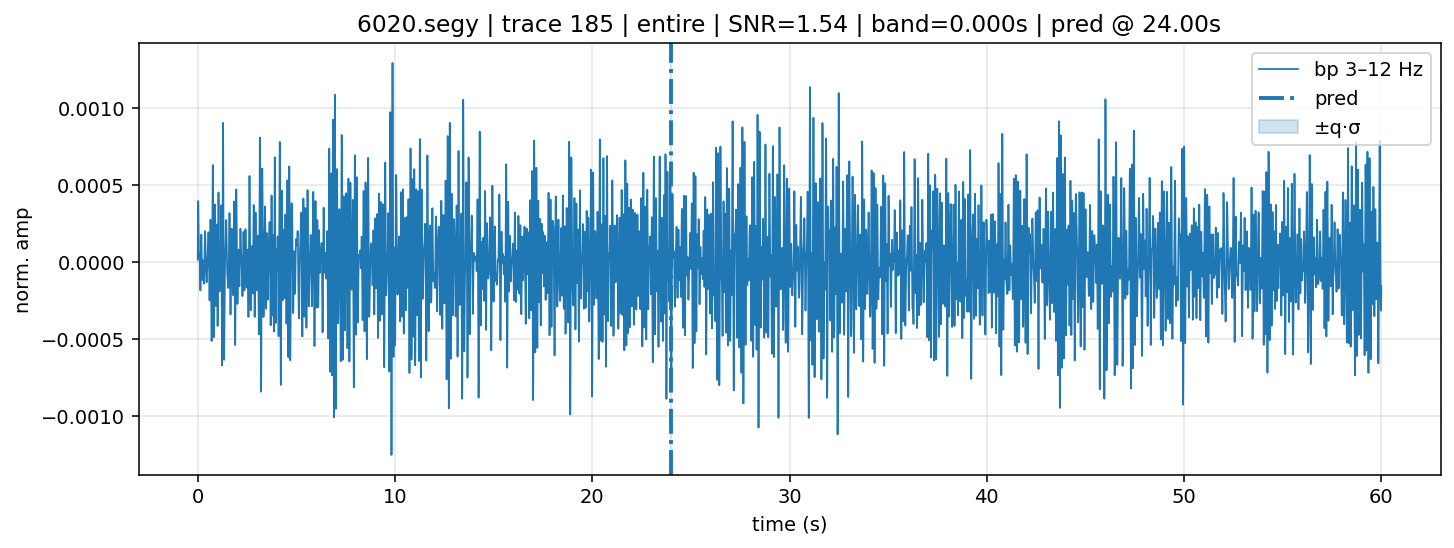 6020.segy | trace 185 | entire | SNR=1.54 | band=0.000s | pred @ 24.00s
bp 3–12 Hz
pred
±q·σ
norm. amp
0.0010
0.0005
0.0000
−0.0005
−0.0010
0 10 20 30 40 50 60
time (s)